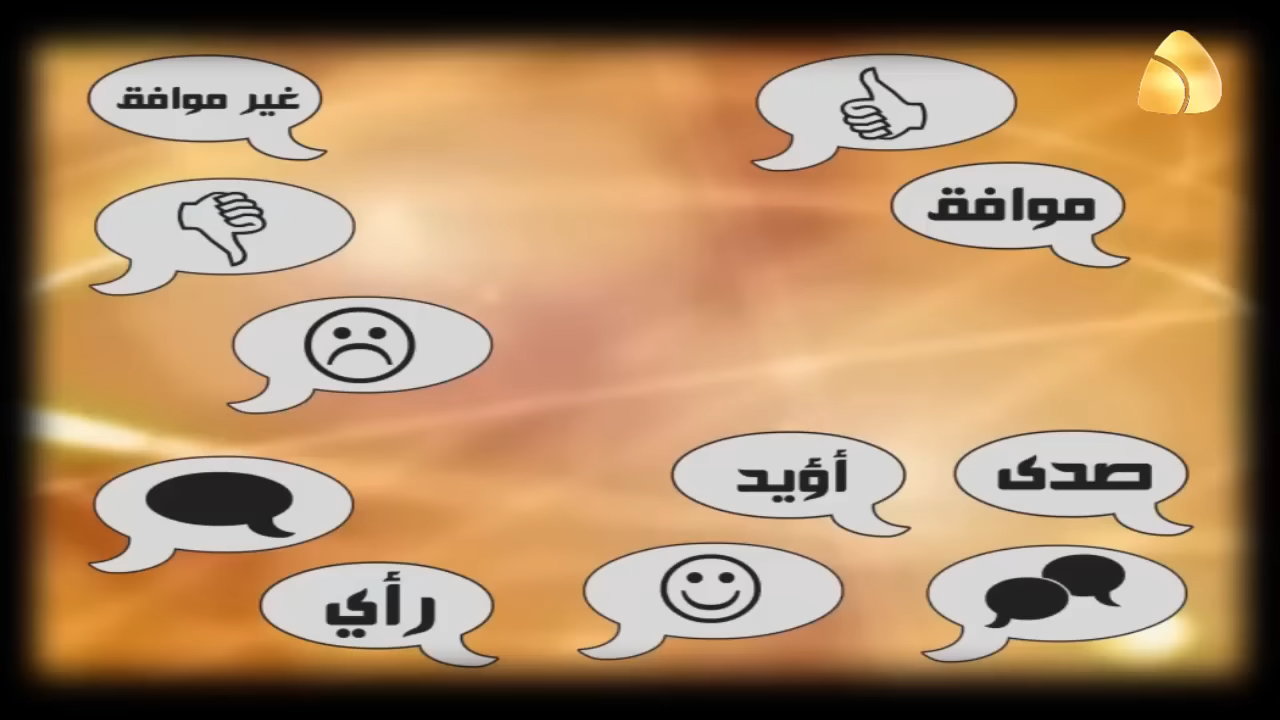 غير موافق
موافق
صدى
أؤيد
رأي